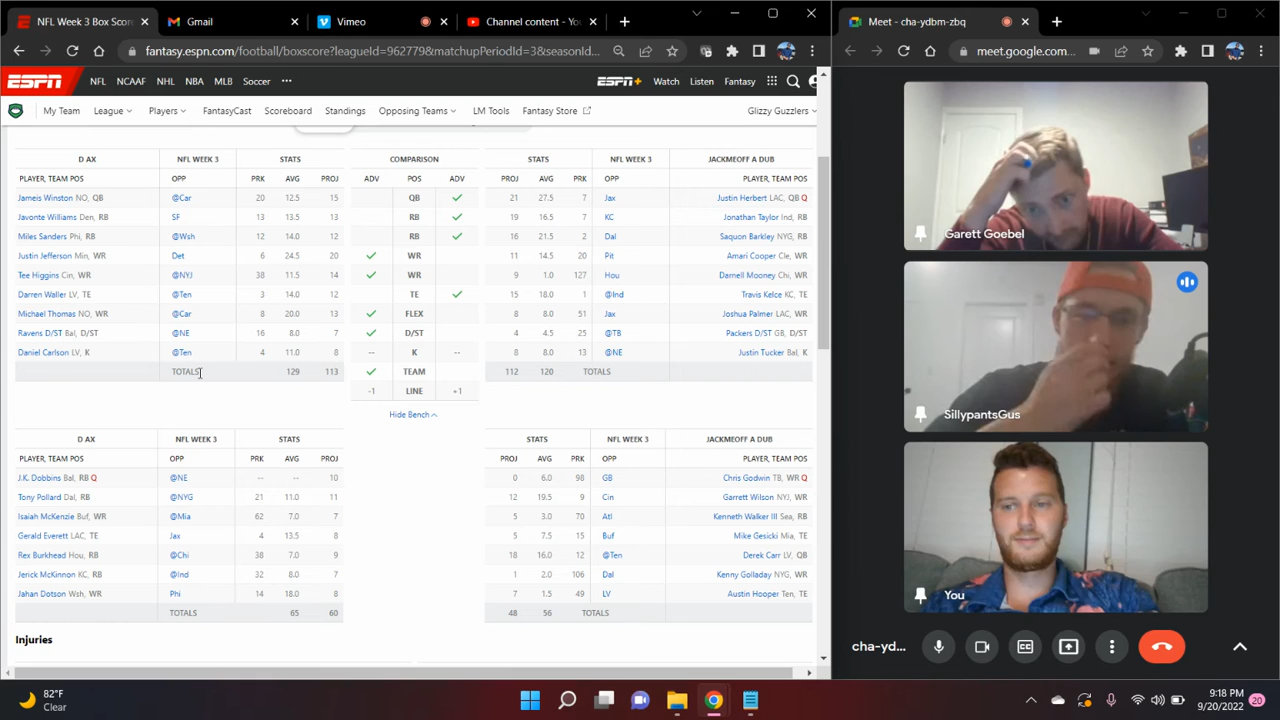 NFL Week 3 Box Scor
Gmail
Vimeo
Channel content - Yo
Meet - cha-ydbm-zbq
fantasy.espn.com/football/boxscore?leagueId=962779&matchupPeriodId=3&seasonI...
meet.google.com...
ESPN NFL NCAAF NHL NBA MLB Soccer ESPN+ Watch Listen Fantasy
My Team League Players FantasyCast Scoreboard Standings Opposing Teams LM Tools Fantasy Store Glizzy Guzzlers
D AX NFL WEEK 3 STATS COMPARISON STATS NFL WEEK 3 JACKMEOFF A DUB
PLAYER, TEAM POS OPP PRK AVG PROJ ADV POS ADV PROJ AVG PRK OPP PLAYER, TEAM POS
Jameis Winston NO, QB @Car 20 12.5 15 QB 21 27.5 7 Jax Justin Herbert LAC, QB Q
Javonte Williams Den, RB SF 13 13.5 13 RB 19 16.5 7 KC Jonathan Taylor Ind, RB
Miles Sanders Phi, RB @Wsh 12 14.0 12 RB 16 21.5 2 Dal Saquon Barkley NYG, RB
Justin Jefferson Min, WR Det 6 24.5 20 WR 11 14.5 20 Pit Amari Cooper Cle, WR
Tee Higgins Cin, WR @NYJ 38 11.5 14 WR 9 1.0 127 Hou Darnell Mooney Chi, WR
Darren Waller LV, TE @Ten 3 14.0 12 TE 15 18.0 1 @Ind Travis Kelce KC, TE
Michael Thomas NO, WR @Car 8 20.0 13 FLEX 8 8.0 51 Jax Joshua Palmer LAC, WR
Ravens D/ST Bal, D/ST @NE 16 8.0 7 D/ST 4 4.5 25 @TB Packers D/ST GB, D/ST
Daniel Carlson LV, K @Ten 4 11.0 8 -- K -- 8 8.0 13 @NE Justin Tucker Bal, K
TOTALS 129 113 TEAM 112 120 TOTALS
-1 LINE +1
Hide Bench
D AX NFL WEEK 3 STATS STATS NFL WEEK 3 JACKMEOFF A DUB
PLAYER, TEAM POS OPP PRK AVG PROJ PROJ AVG PRK OPP PLAYER, TEAM POS
J.K. Dobbins Bal, RB Q @NE -- -- 10 0 6.0 98 GB Chris Godwin TB, WR Q
Tony Pollard Dal, RB @NYG 21 11.0 11 12 19.5 9 Cin Garrett Wilson NYJ, WR
Isaiah McKenzie Buf, WR @Mia 62 7.0 7 5 3.0 70 Atl Kenneth Walker III Sea, RB
Gerald Everett LAC, TE Jax 4 13.5 8 5 7.5 15 Buf Mike Gesicki Mia, TE
Rex Burkhead Hou, RB @Chi 38 7.0 9 18 16.0 12 @Ten Derek Carr LV, QB
Jerick McKinnon KC, RB @Ind 32 8.0 7 1 2.0 106 Dal Kenny Golladay NYG, WR
Jahan Dotson Wsh, WR Phi 14 18.0 8 7 1.5 49 LV Austin Hooper Ten, TE
TOTALS 65 60 48 56 TOTALS
Injuries
Garett Goebel
SillypantsGus
You
cha-yd...
82°F
Clear
9:18 PM
9/20/2022
20